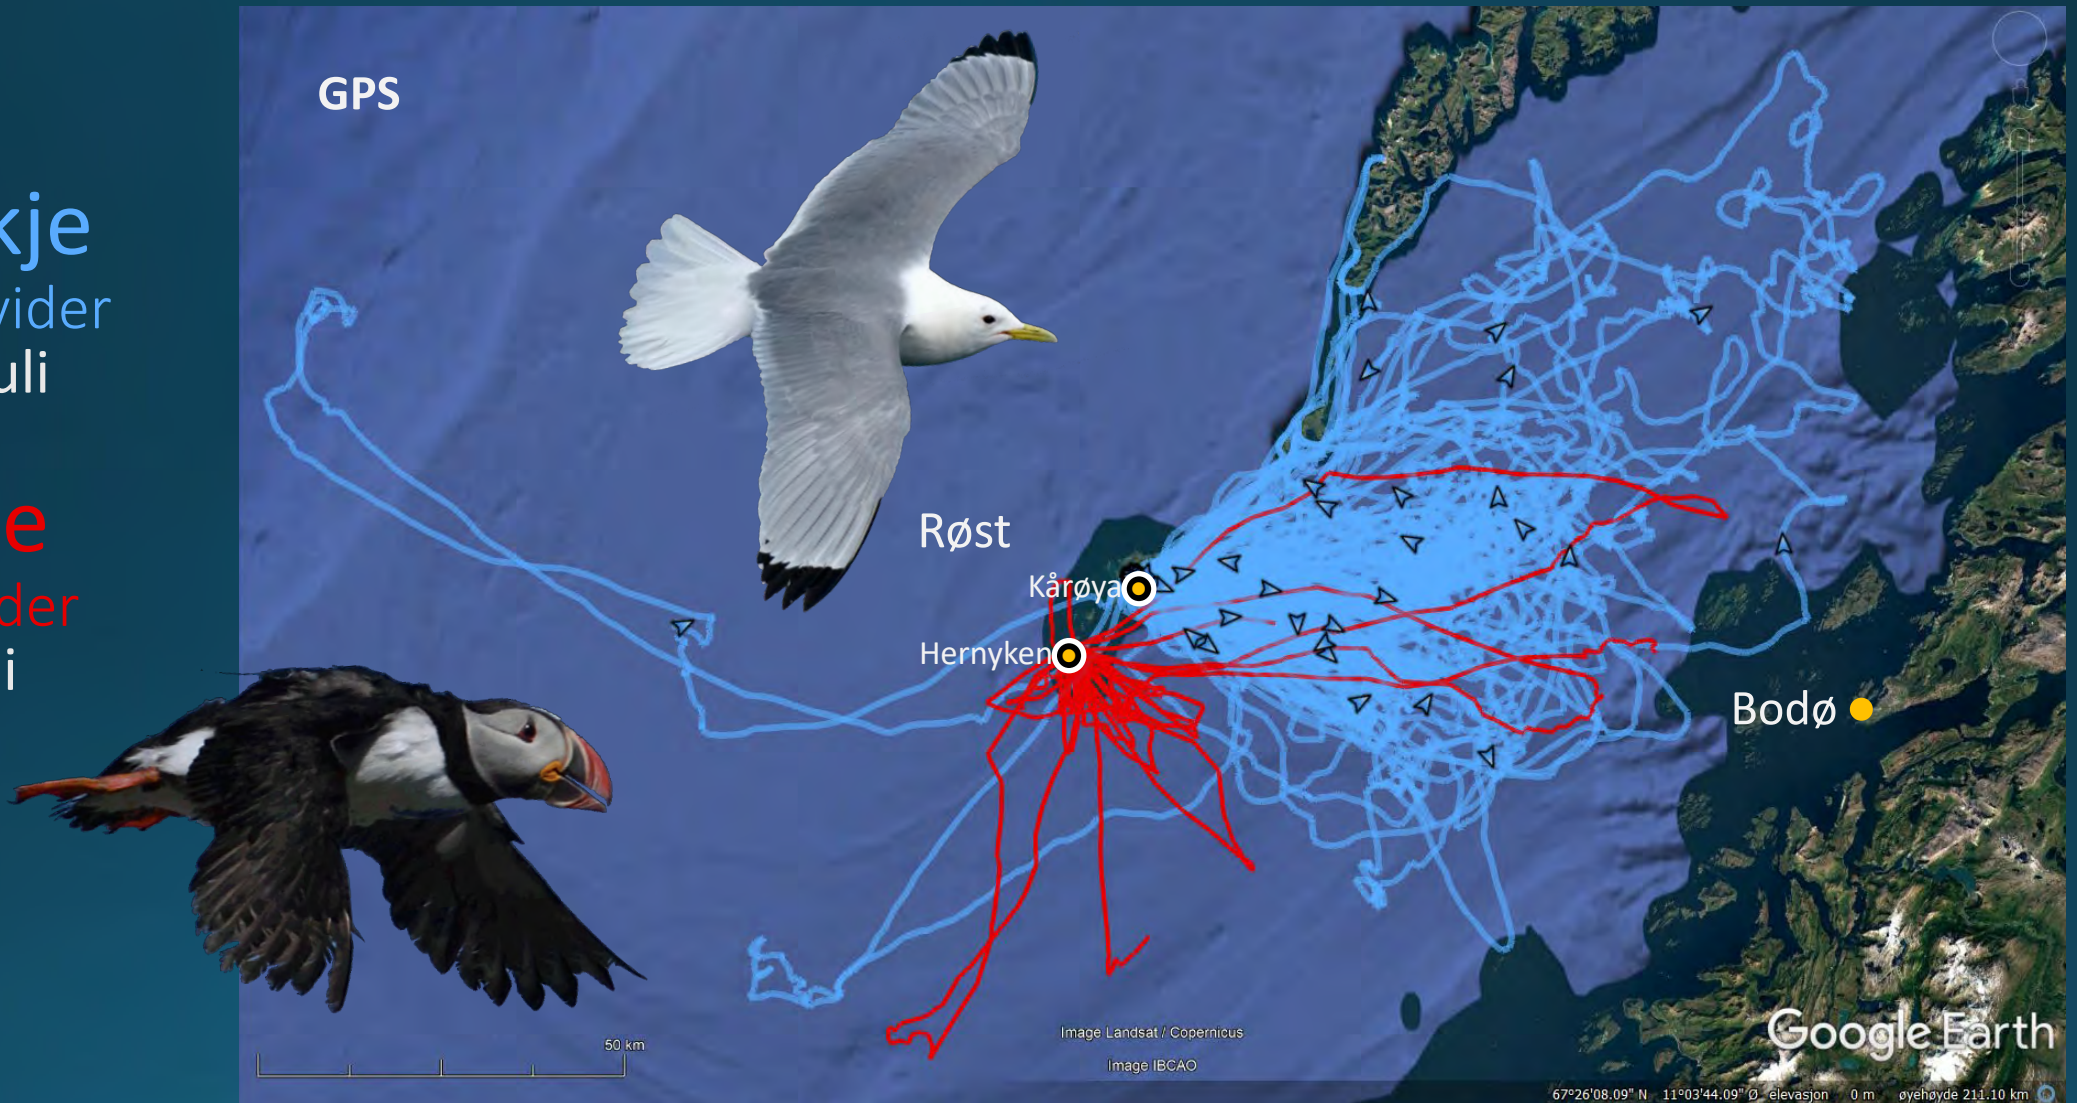 GPS
kje
vider
uli
e
der
i
Røst
Kårøya
Hernyken
Bodø
50 km
Image Landsat / Copernicus
Image IBCAO
Google Earth
67°26'08.09" N 11°03'44.09" Ø elevasjon 0 m øyehøyde 211.10 km